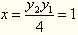 x = y₂y₁/4 = 1